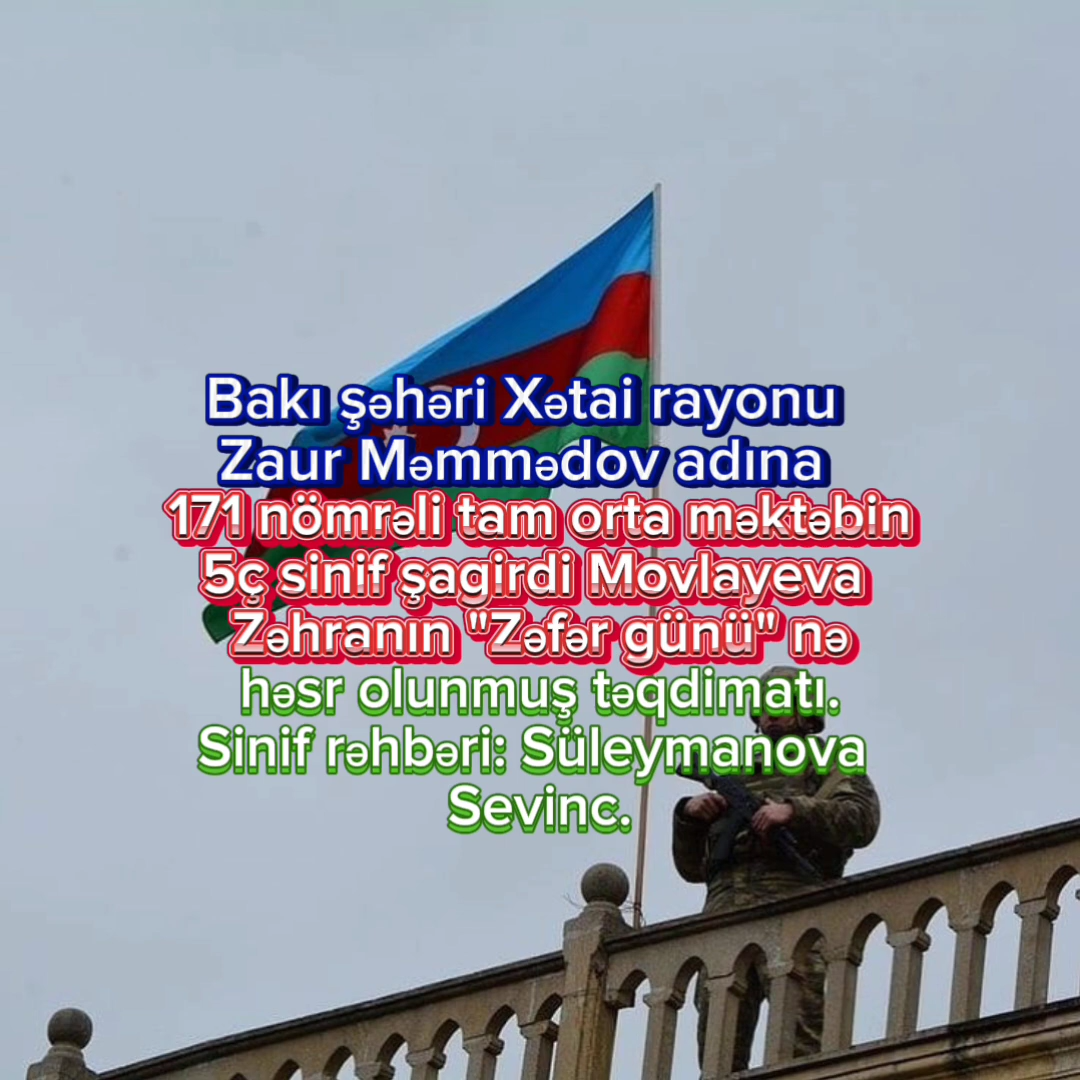 Bakı şəhəri Xətai rayonu
Zaur Məmmədov adına
171 nömrəli tam orta məktəbin
5ç sinif şagirdi Movlayeva
Zəhranın "Zəfər günü" nə
həsr olunmuş təqdimatı.
Sinif rəhbəri: Süleymanova
Sevinc.